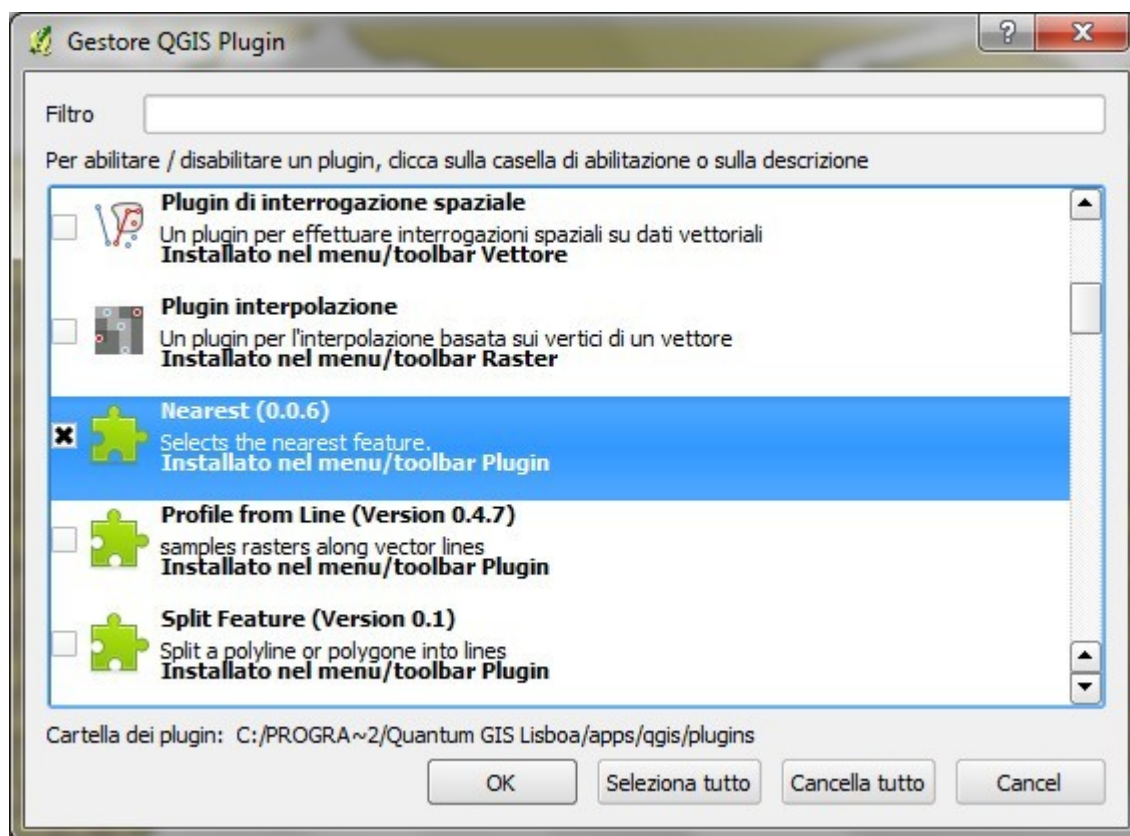 Gestore QGIS Plugin
Filtro
Per abilitare / disabilitare un plugin, clicca sulla casella di abilitazione o sulla descrizione
Plugin di interrogazione spaziale
Un plugin per effettuare interrogazioni spaziali su dati vettoriali
Installato nel menu/toolbar Vettore
Plugin interpolazione
Un plugin per l'interpolazione basata sui vertici di un vettore
Installato nel menu/toolbar Raster
Nearest (0.0.6)
Selects the nearest feature.
Installato nel menu/toolbar Plugin
Profile from Line (Version 0.4.7)
samples rasters along vector lines
Installato nel menu/toolbar Plugin
Split Feature (Version 0.1)
Split a polyline or polygone into lines
Installato nel menu/toolbar Plugin
Cartella dei plugin: C:/PROGRA~2/Quantum GIS Lisboa/apps/qgis/plugins
OK Seleziona tutto Cancella tutto Cancel